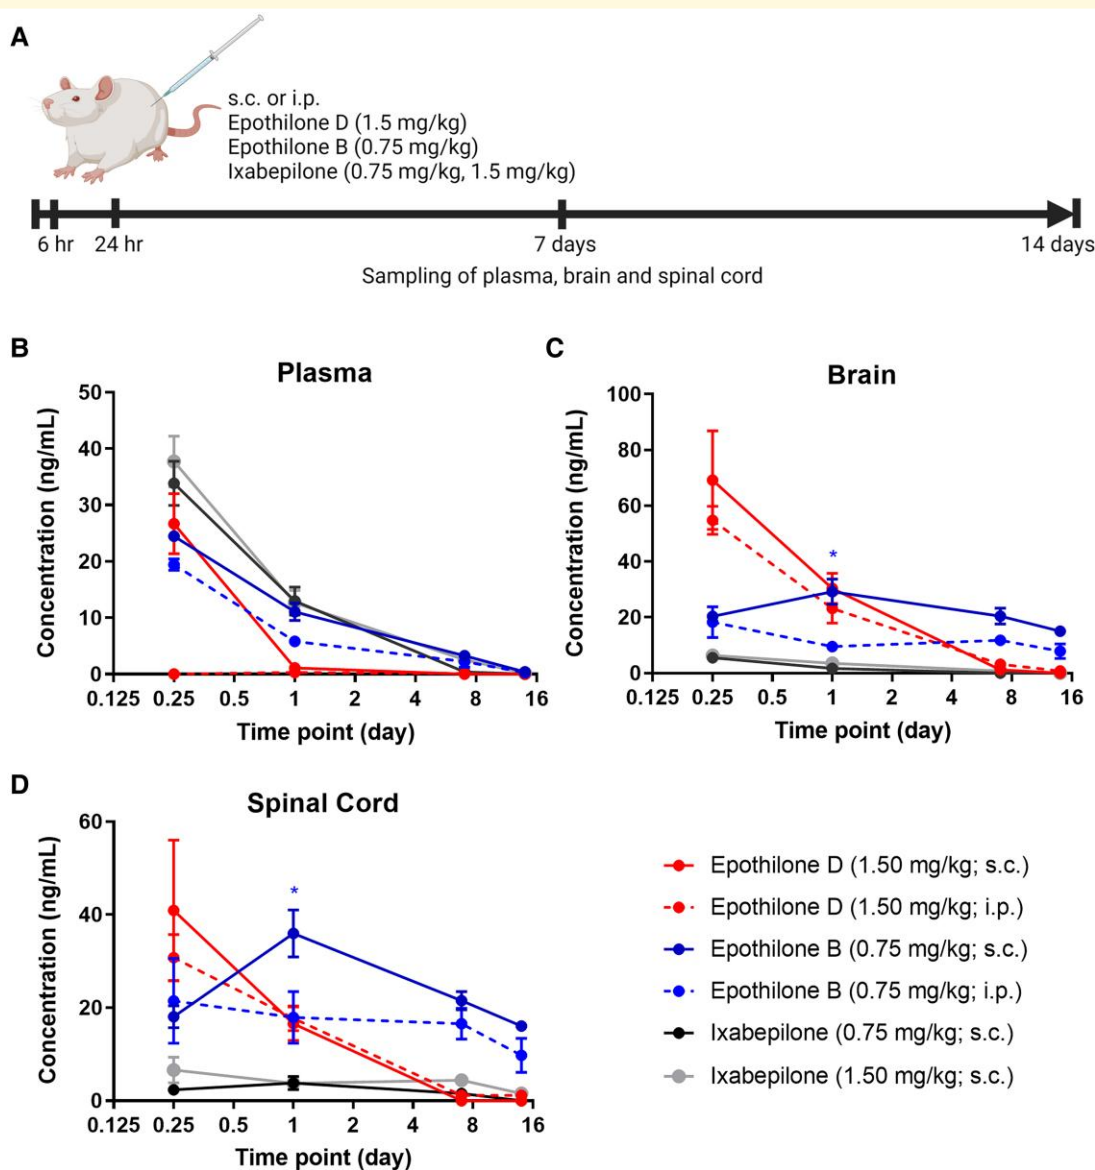 A
s.c. or i.p.
Epothilone D (1.5 mg/kg)
Epothilone B (0.75 mg/kg)
Ixabepilone (0.75 mg/kg, 1.5 mg/kg)
6 hr 24 hr 7 days 14 days
Sampling of plasma, brain and spinal cord
B
Plasma
Concentration (ng/mL)
50
40
30
20
10
0
0.125 0.25 0.5 1 2 4 8 16
Time point (day)
C
Brain
Concentration (ng/mL)
100
80
60
40
20
0
*
0.125 0.25 0.5 1 2 4 8 16
Time point (day)
D
Spinal Cord
Concentration (ng/mL)
60
40
20
0
*
0.125 0.25 0.5 1 2 4 8 16
Time point (day)
Epothilone D (1.50 mg/kg; s.c.)
Epothilone D (1.50 mg/kg; i.p.)
Epothilone B (0.75 mg/kg; s.c.)
Epothilone B (0.75 mg/kg; i.p.)
Ixabepilone (0.75 mg/kg; s.c.)
Ixabepilone (1.50 mg/kg; s.c.)